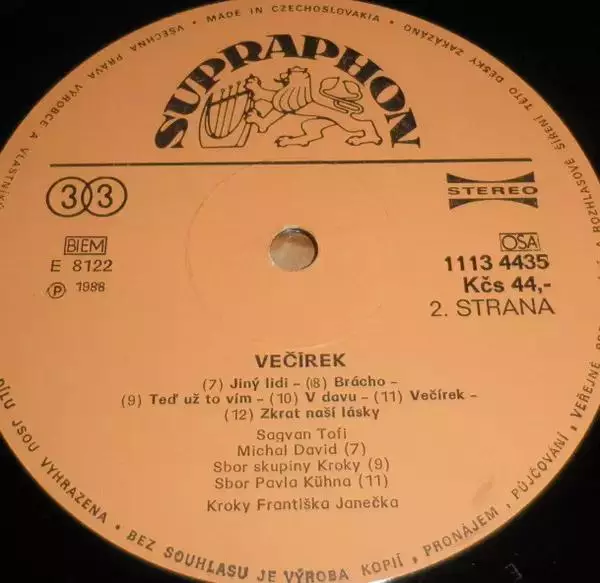 SUPRAPHON
33
STEREO
BIEM
E 8122
Ⓟ 1988
OSA
1113 4435
Kčs 44,-
2. STRANA
VEČÍREK
(7) Jiný lidi – (8) Brácho –
(9) Teď už to vím – (10) V davu – (11) Večírek –
(12) Zkrat naší lásky
Sagvan Tofi
Michal David (7)
Sbor skupiny Kroky (9)
Sbor Pavla Kühna (11)
Kroky Františka Janečka
MADE IN CZECHOSLOVAKIA • VŠECHNA PRÁVA VÝROBCE A VLASTNÍKA
DÍLU JSOU VYHRAZENA • BEZ SOUHLASU JE VÝROBA KOPIÍ, PRONÁJEM, PŮJČOVÁNÍ, VEŘEJNÉ
ROZHLASOVÉ ŠÍŘENÍ TÉTO DESKY ZAKÁZÁNO